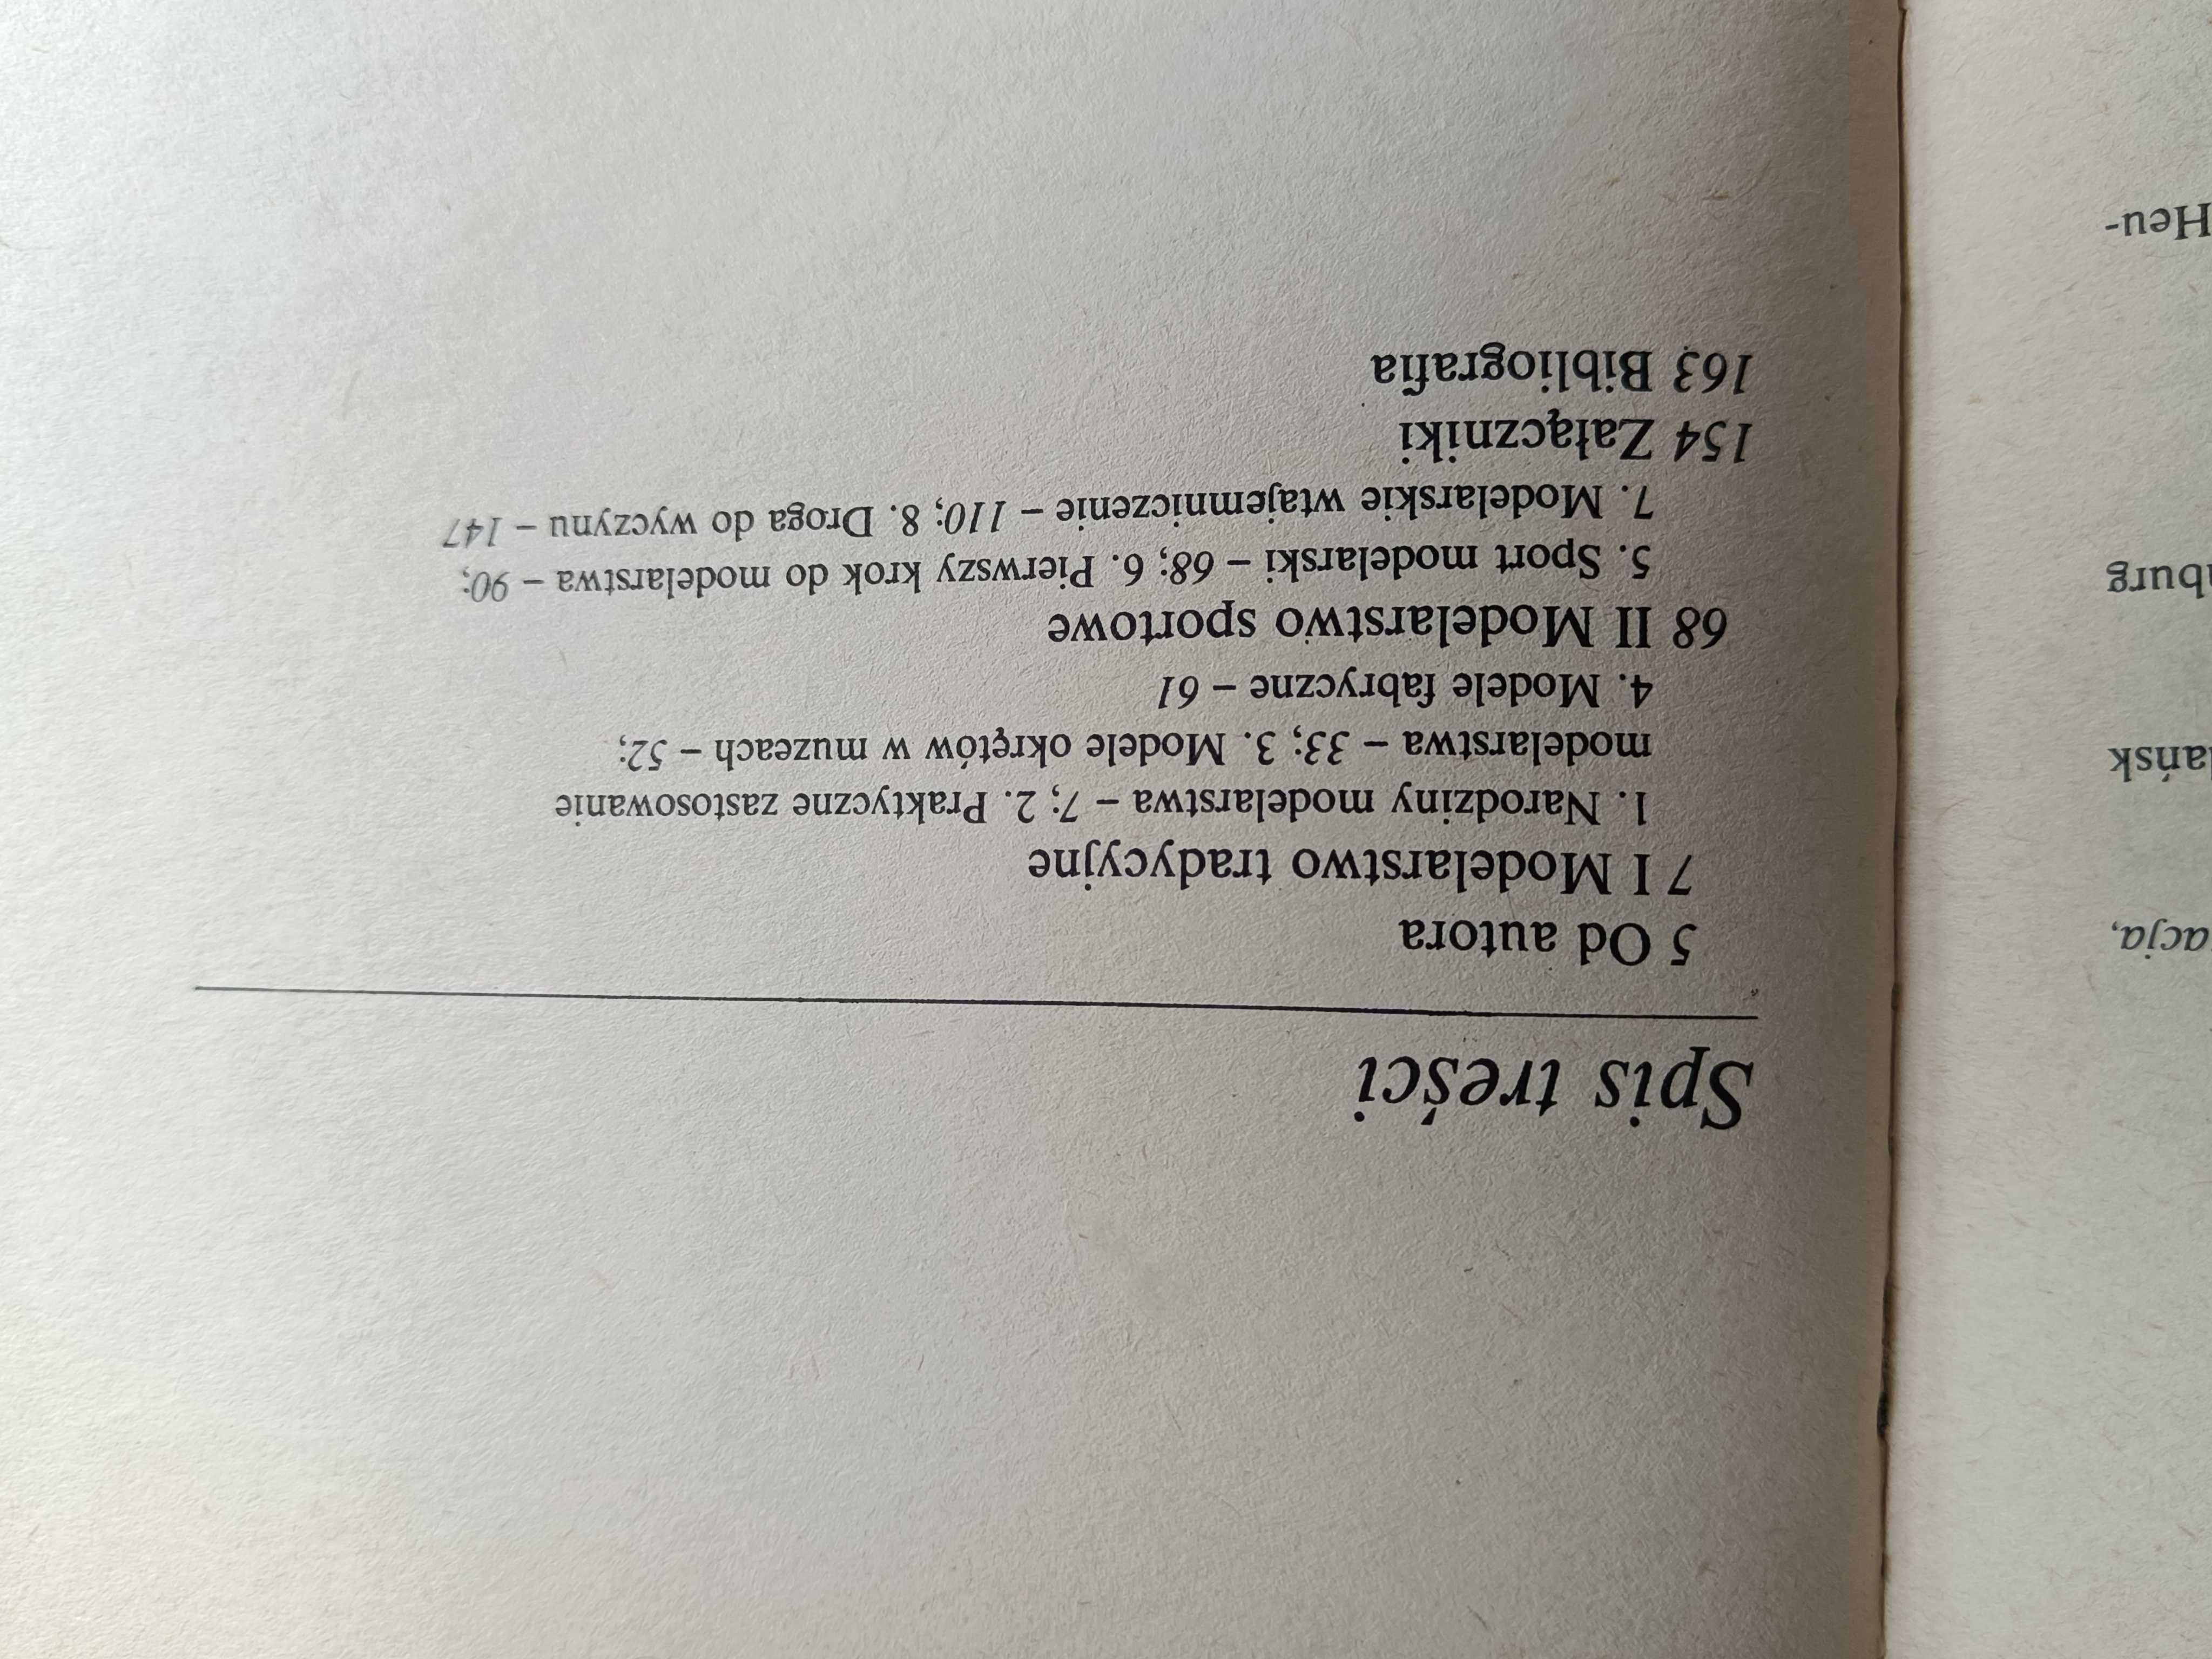 Spis treści
5 Od autora
7 I Modelarstwo tradycyjne
1. Narodziny modelarstwa – 7; 2. Praktyczne zastosowanie
modelarstwa – 33; 3. Modele okrętów w muzeach – 52;
4. Modele fabryczne – 61
68 II Modelarstwo sportowe
5. Sport modelarski – 68; 6. Pierwszy krok do modelarstwa – 90;
7. Modelarskie wtajemniczenie – 110; 8. Droga do wyczynu – 147
154 Załączniki
163 Bibliografia
acja,
ańsk
burg
Heu-